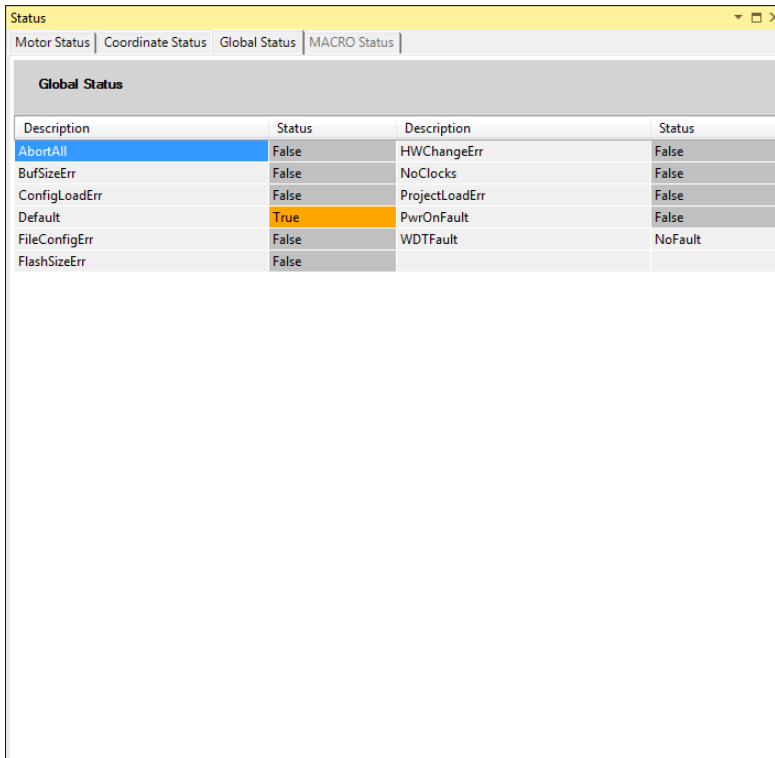 Status
Motor Status Coordinate Status Global Status MACRO Status
Global Status
Description Status Description Status
AbortAll False HWChangeErr False
BufSizeErr False NoClocks False
ConfigLoadErr False ProjectLoadErr False
Default True PwrOnFault False
FileConfigErr False WDTFault NoFault
FlashSizeErr False